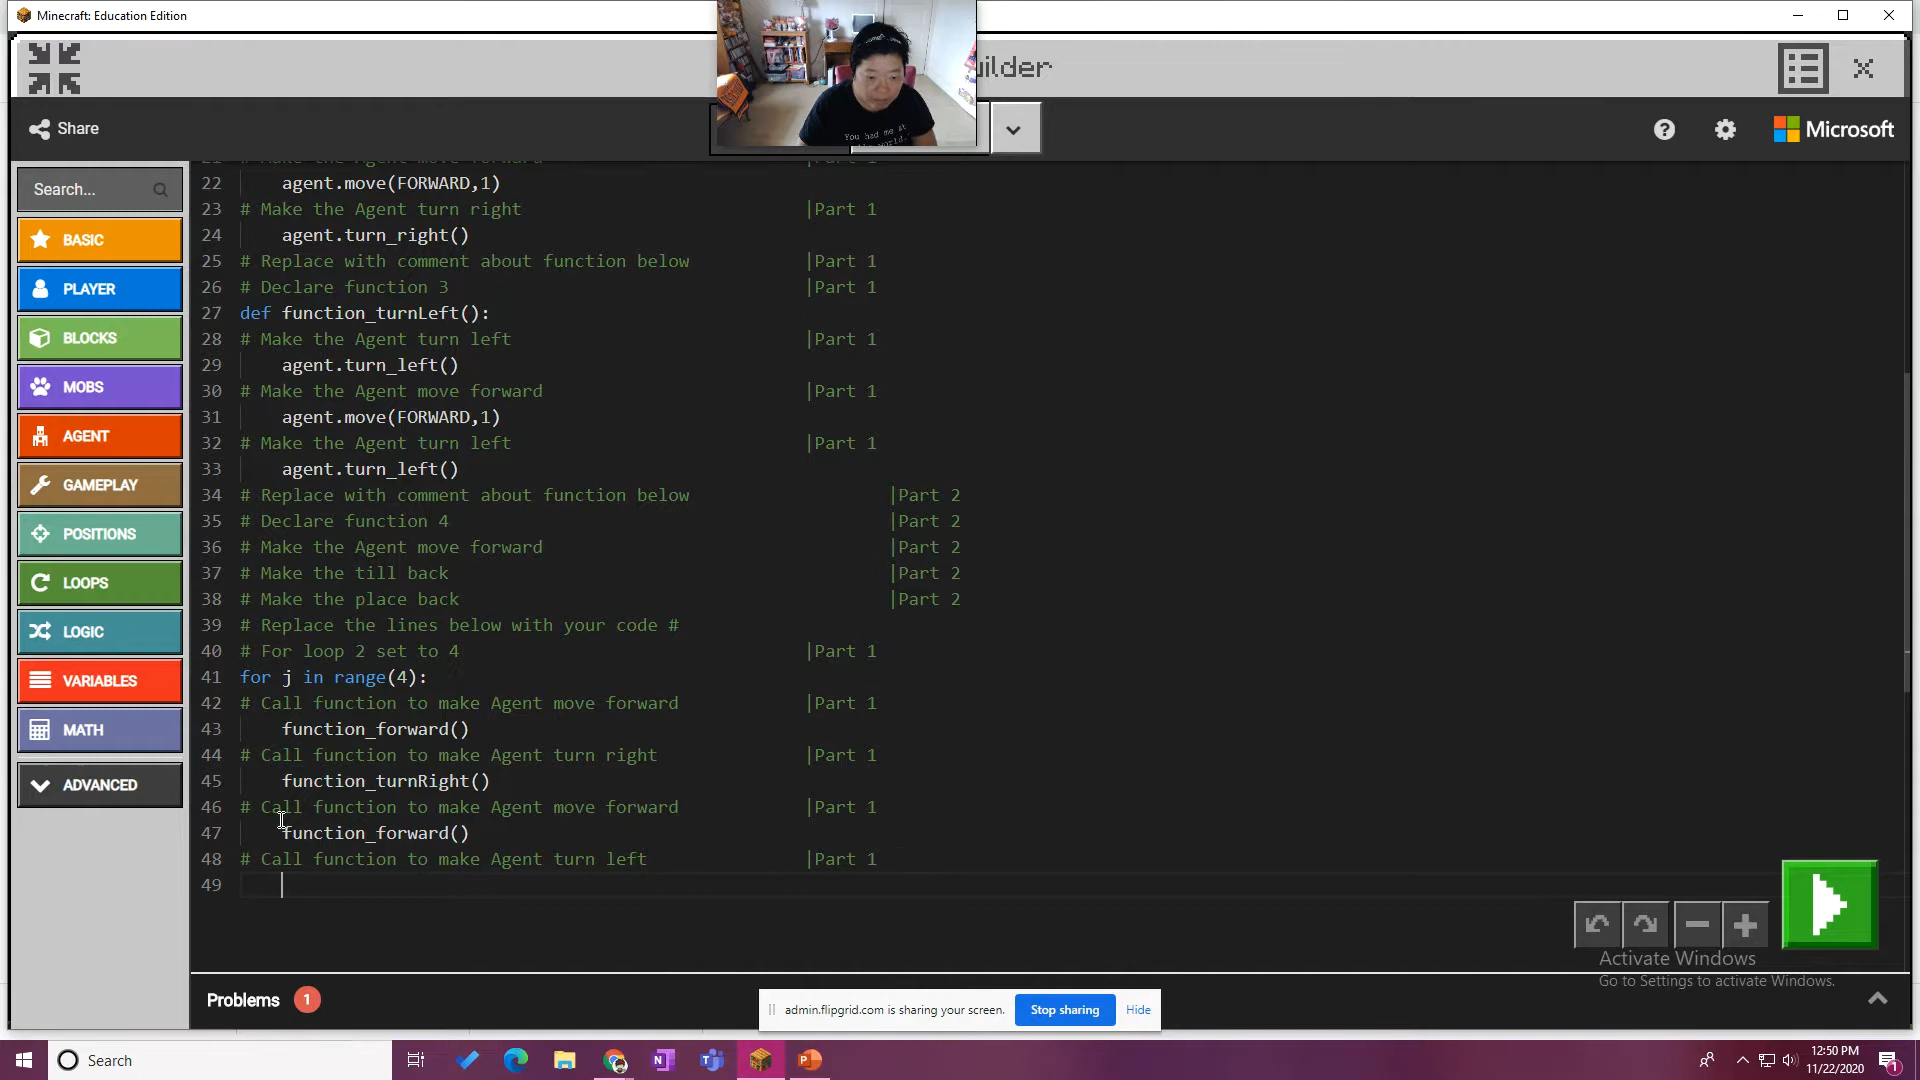 Minecraft: Education Edition
uilder
Share
Microsoft
You had me at
Search...
BASIC
PLAYER
BLOCKS
MOBS
AGENT
GAMEPLAY
POSITIONS
LOOPS
LOGIC
VARIABLES
MATH
ADVANCED
22 agent.move(FORWARD,1)
23 # Make the Agent turn right |Part 1
24 agent.turn_right()
25 # Replace with comment about function below |Part 1
26 # Declare function 3 |Part 1
27 def function_turnLeft():
28 # Make the Agent turn left |Part 1
29 agent.turn_left()
30 # Make the Agent move forward |Part 1
31 agent.move(FORWARD,1)
32 # Make the Agent turn left |Part 1
33 agent.turn_left()
34 # Replace with comment about function below |Part 2
35 # Declare function 4 |Part 2
36 # Make the Agent move forward |Part 2
37 # Make the till back |Part 2
38 # Make the place back |Part 2
39 # Replace the lines below with your code #
40 # For loop 2 set to 4 |Part 1
41 for j in range(4):
42 # Call function to make Agent move forward |Part 1
43 function_forward()
44 # Call function to make Agent turn right |Part 1
45 function_turnRight()
46 # Call function to make Agent move forward |Part 1
47 function_forward()
48 # Call function to make Agent turn left |Part 1
49
Activate Windows
Go to Settings to activate Windows.
Problems 1
admin.flipgrid.com is sharing your screen. Stop sharing Hide
Search
12:50 PM
11/22/2020
1